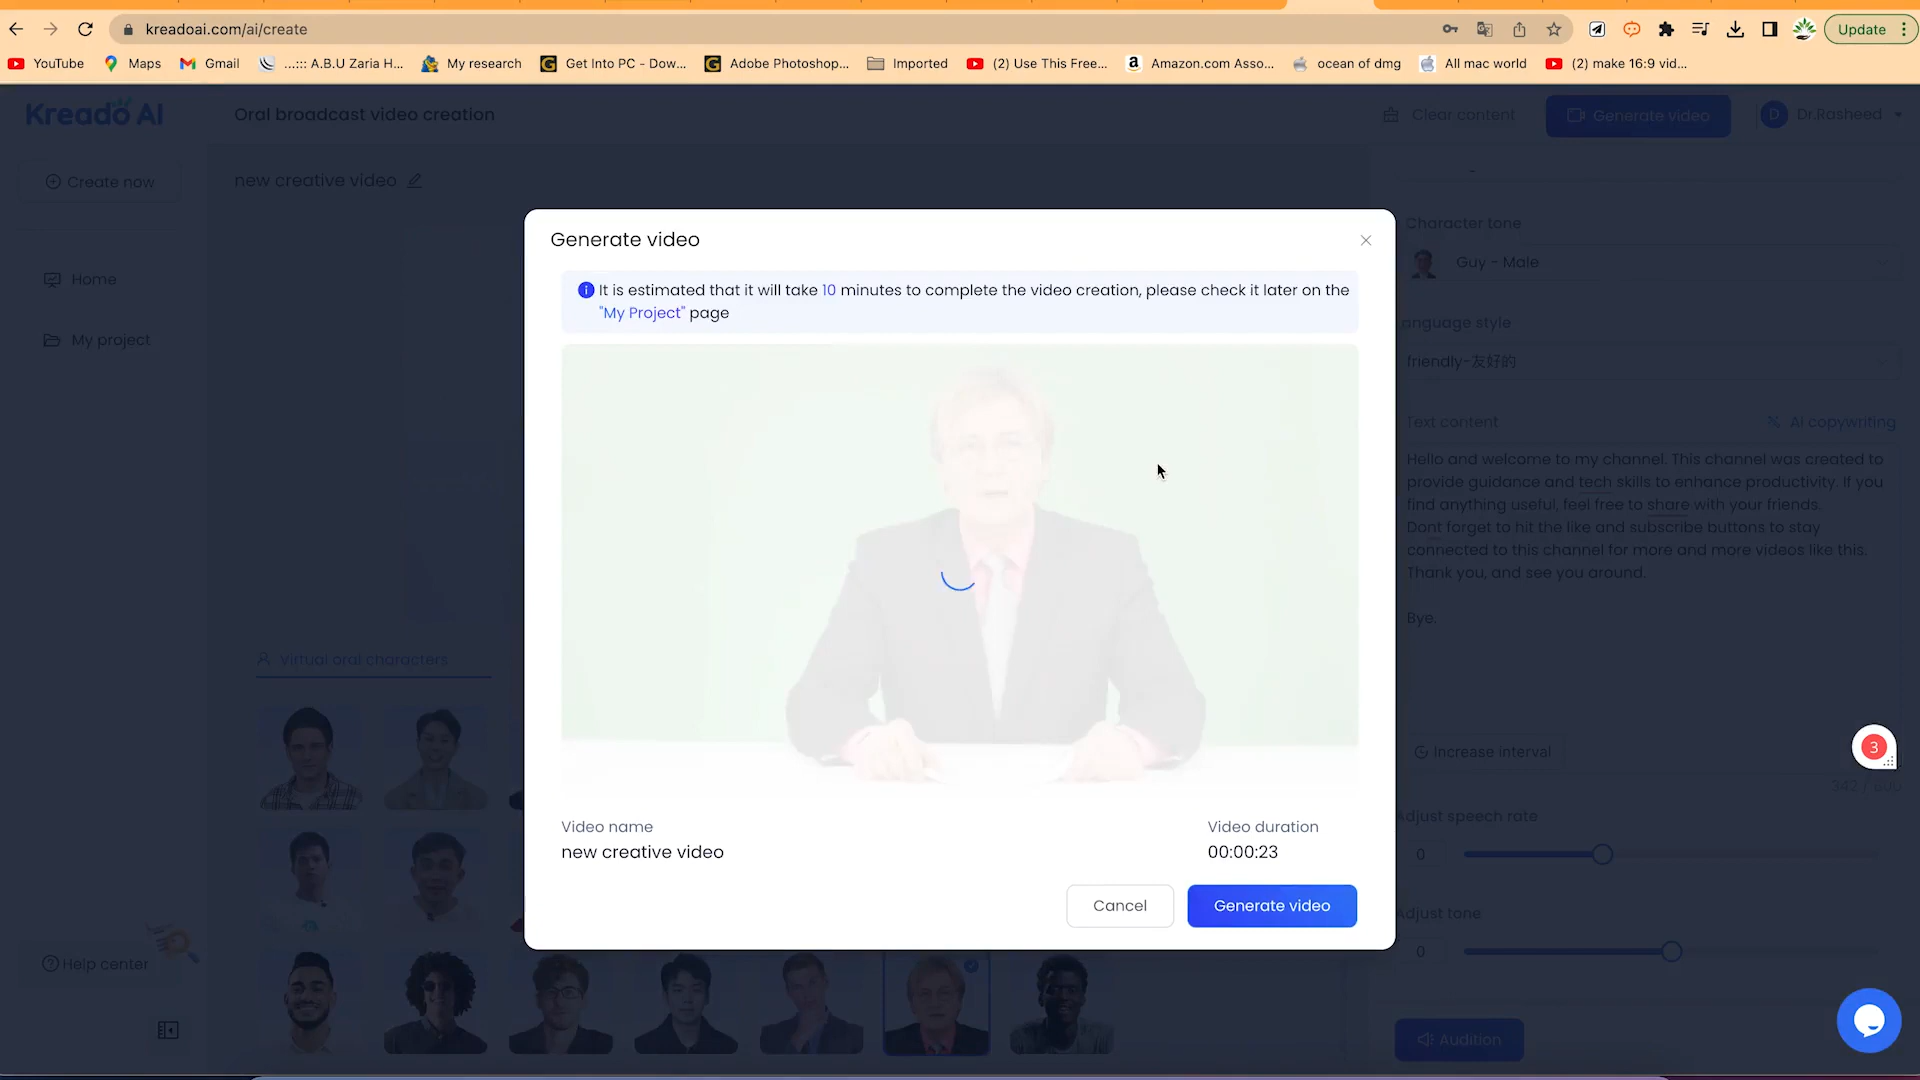 kreadoai.com/ai/create
Update
YouTube
Maps
Gmail
...::: A.B.U Zaria H...
My research
Get Into PC - Dow...
Adobe Photoshop...
Imported
(2) Use This Free...
Amazon.com Asso...
ocean of dmg
All mac world
(2) make 16:9 vid...
Kreado AI
Oral broadcast video creation
Clear content
Generate video
D
Dr.Rasheed
Create now
new creative video
Home
My project
Help center
Virtual oral characters
Generate video
It is estimated that it will take 10 minutes to complete the video creation, please check it later on the
"My Project" page
Video name
new creative video
Video duration
00:00:23
Cancel
Generate video
Character tone
Guy - Male
anguage style
friendly-友好的
Text content
AI copywriting
Hello and welcome to my channel. This channel was created to
provide guidance and tech skills to enhance productivity. If you
find anything useful, feel free to share with your friends.
Dont forget to hit the like and subscribe buttons to stay
connected to this channel for more and more videos like this.
Thank you, and see you around.
Bye.
Increase interval
3
342 / 800
Adjust speech rate
0
Adjust tone
0
Audition